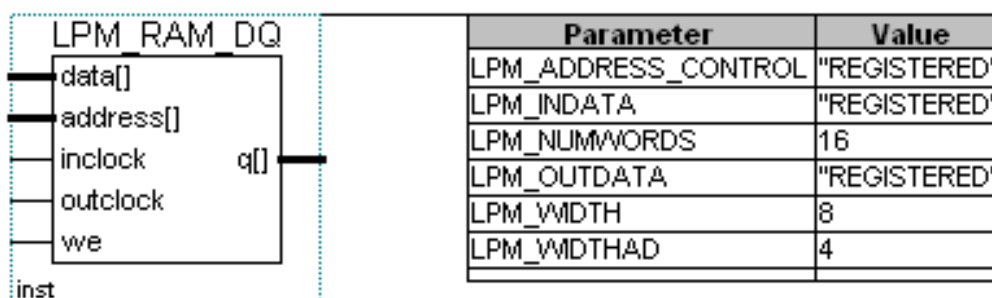 LPM_RAM_DQ
data[]
address[]
inclock q[]
outclock
we
inst
Parameter Value
LPM_ADDRESS_CONTROL "REGISTERED"
LPM_INDATA "REGISTERED"
LPM_NUMWORDS 16
LPM_OUTDATA "REGISTERED"
LPM_WIDTH 8
LPM_WIDTHAD 4